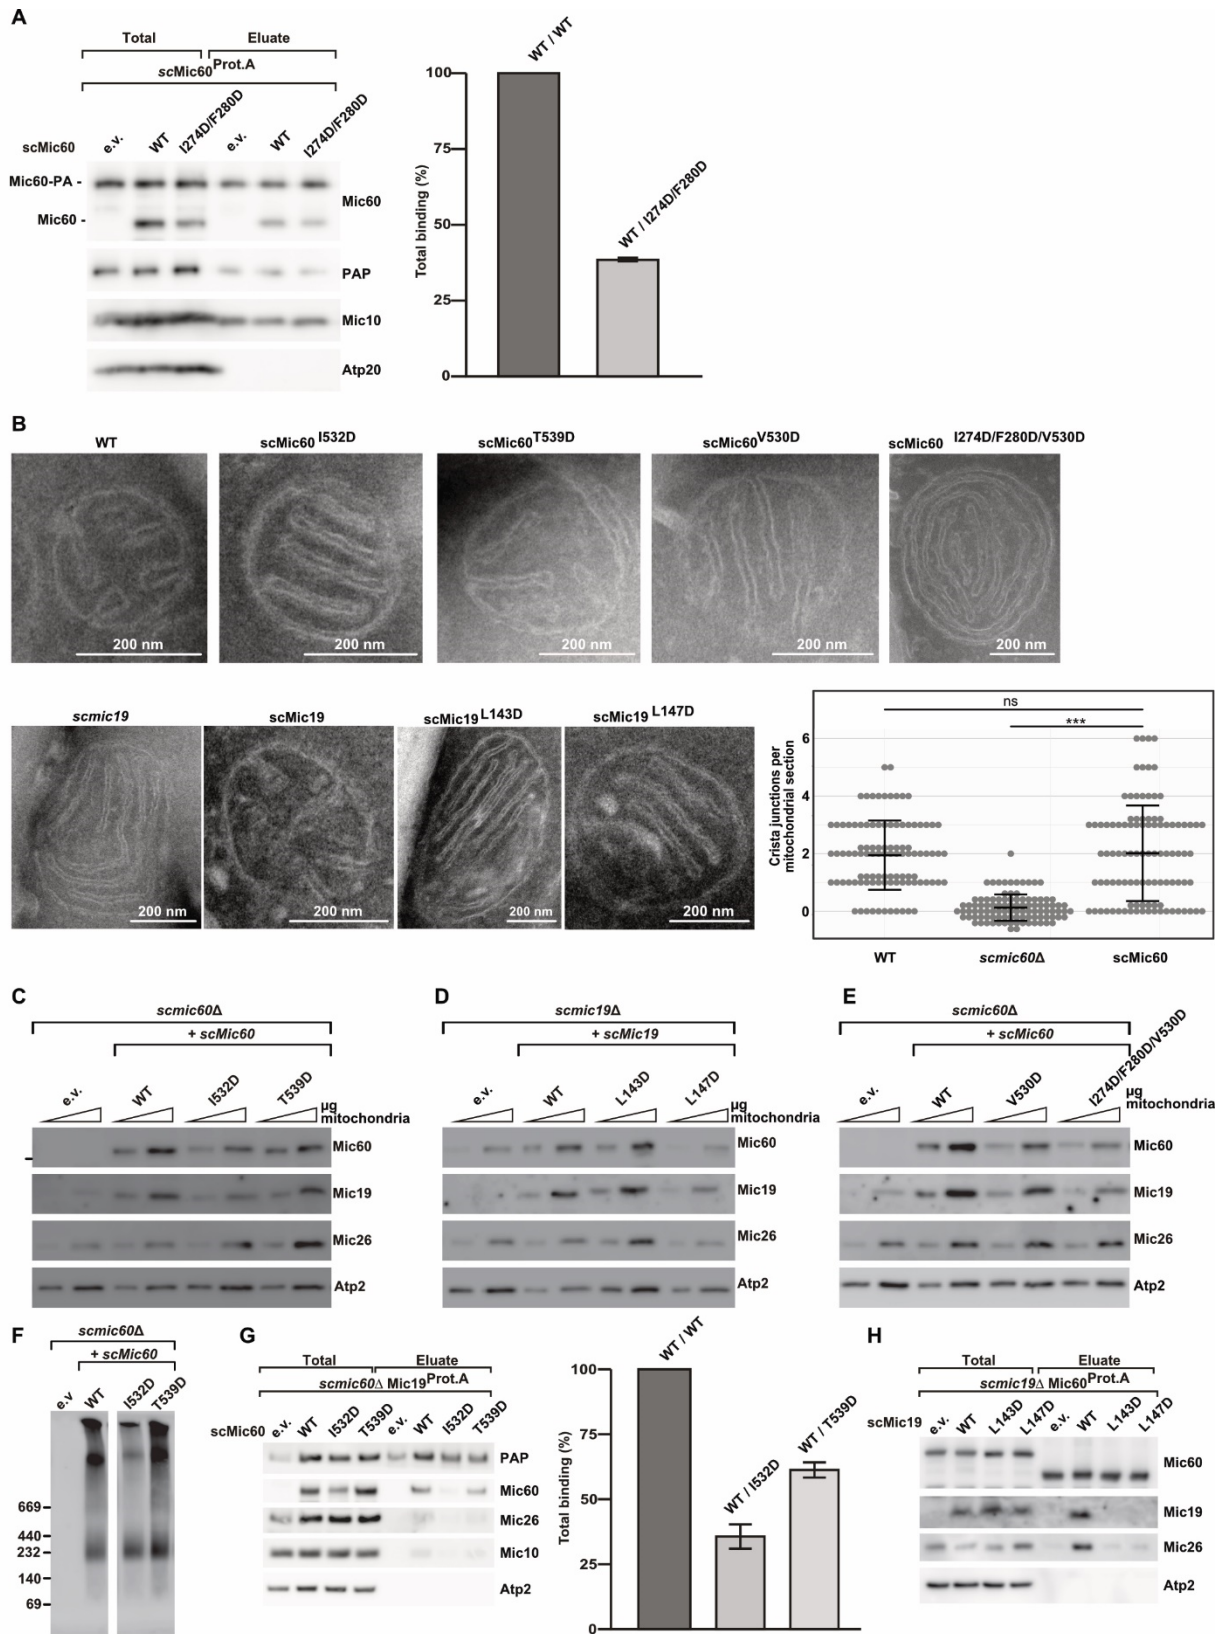 A
Total Eluate
scMic60Prot.A
scMic60 e.v. WT I274D/F280D e.v. WT I274D/F280D
Mic60-PA -
Mic60 -
Mic60
PAP
Mic10
Atp20
Total binding (%)
100
75
50
25
0
WT / WT
WT / I274D/F280D
B
WT
scMic60I532D
scMic60T539D
scMic60V530D
scMic60 I274D/F280D/V530D
200 nm 200 nm 200 nm 200 nm 200 nm
scmic19
scMic19
scMic19L143D
scMic19L147D
200 nm 200 nm 200 nm 200 nm
Crista junctions per
mitochondrial section
6
4
2
0
ns
***
WT scmic60Δ scMic60
C
scmic60Δ
+ scMic60
e.v. WT I532D T539D
µg
mitochondria
Mic60
Mic19
Mic26
Atp2
D
scmic19Δ
+ scMic19
e.v. WT L143D L147D
µg
mitochondria
Mic60
Mic19
Mic26
Atp2
E
scmic60Δ
+ scMic60
e.v. WT V530D I274D/F280D/V530D
µg
mitochondria
Mic60
Mic19
Mic26
Atp2
F
scmic60Δ
+ scMic60
e.v WT I532D T539D
669
440
232
140
69
G
Total Eluate
scmic60Δ Mic19Prot.A
scMic60 e.v. WT I532D T539D e.v. WT I532D T539D
PAP
Mic60
Mic26
Mic10
Atp2
Total binding (%)
100
75
50
25
0
WT / WT
WT / I532D
WT / T539D
H
Total Eluate
scmic19Δ Mic60Prot.A
scMic19 e.v. WT L143D L147D e.v. WT L143D L147D
Mic60
Mic19
Mic26
Atp2